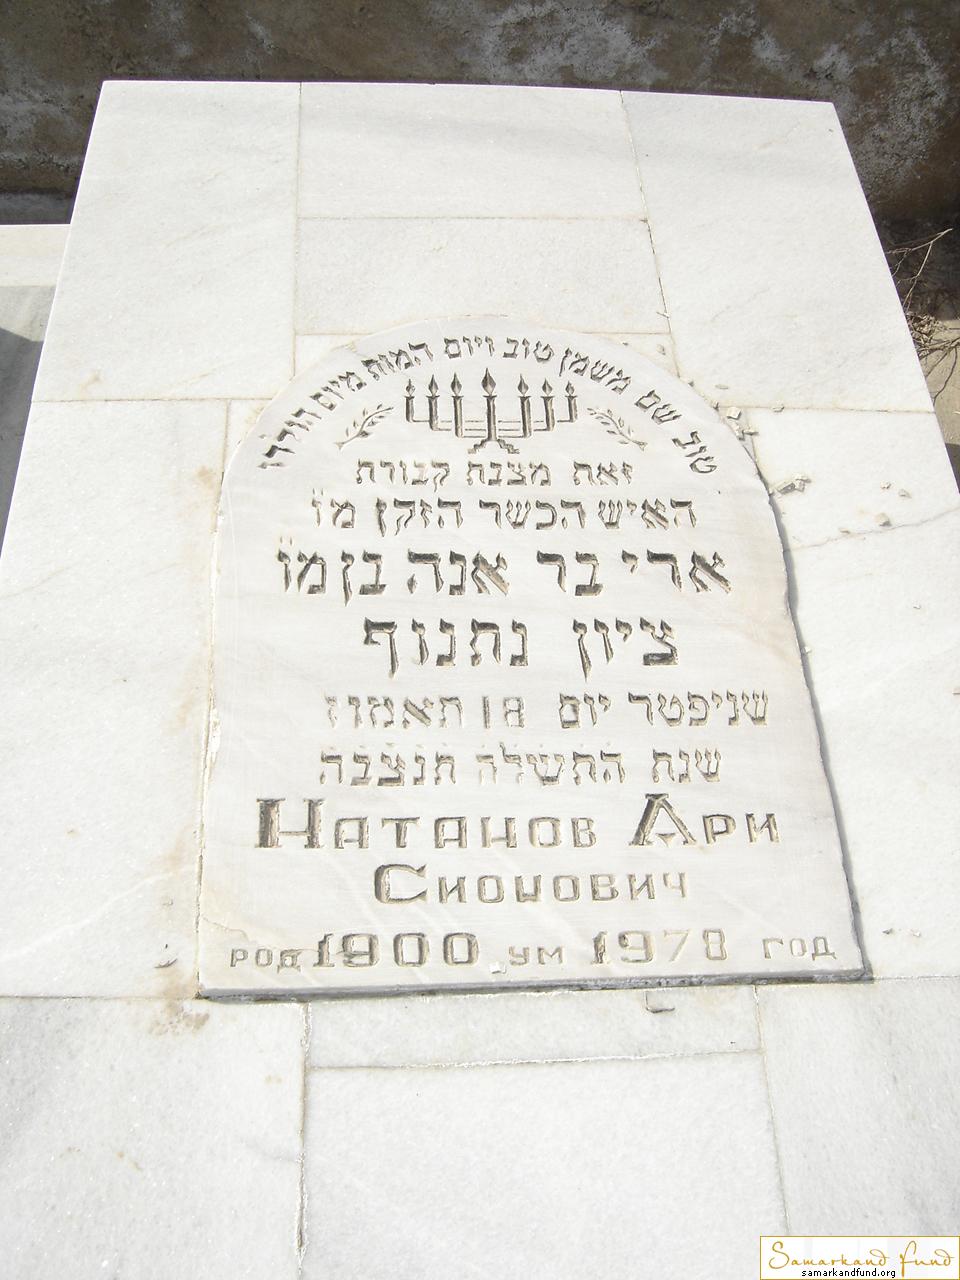 טוב שם משמן טוב ויום המות מיום הולדו
זאת מצבת קבורת
האיש הכשר הזקן מו
ארי בר אנה בן מו
ציון נתנוף
שניפטר יום 18 תאמוז
שנת התשלה תנצבה
Натанов Ари
Сионович
род 1900 ум 1978 год
Samarkand fund
samarkandfund.org